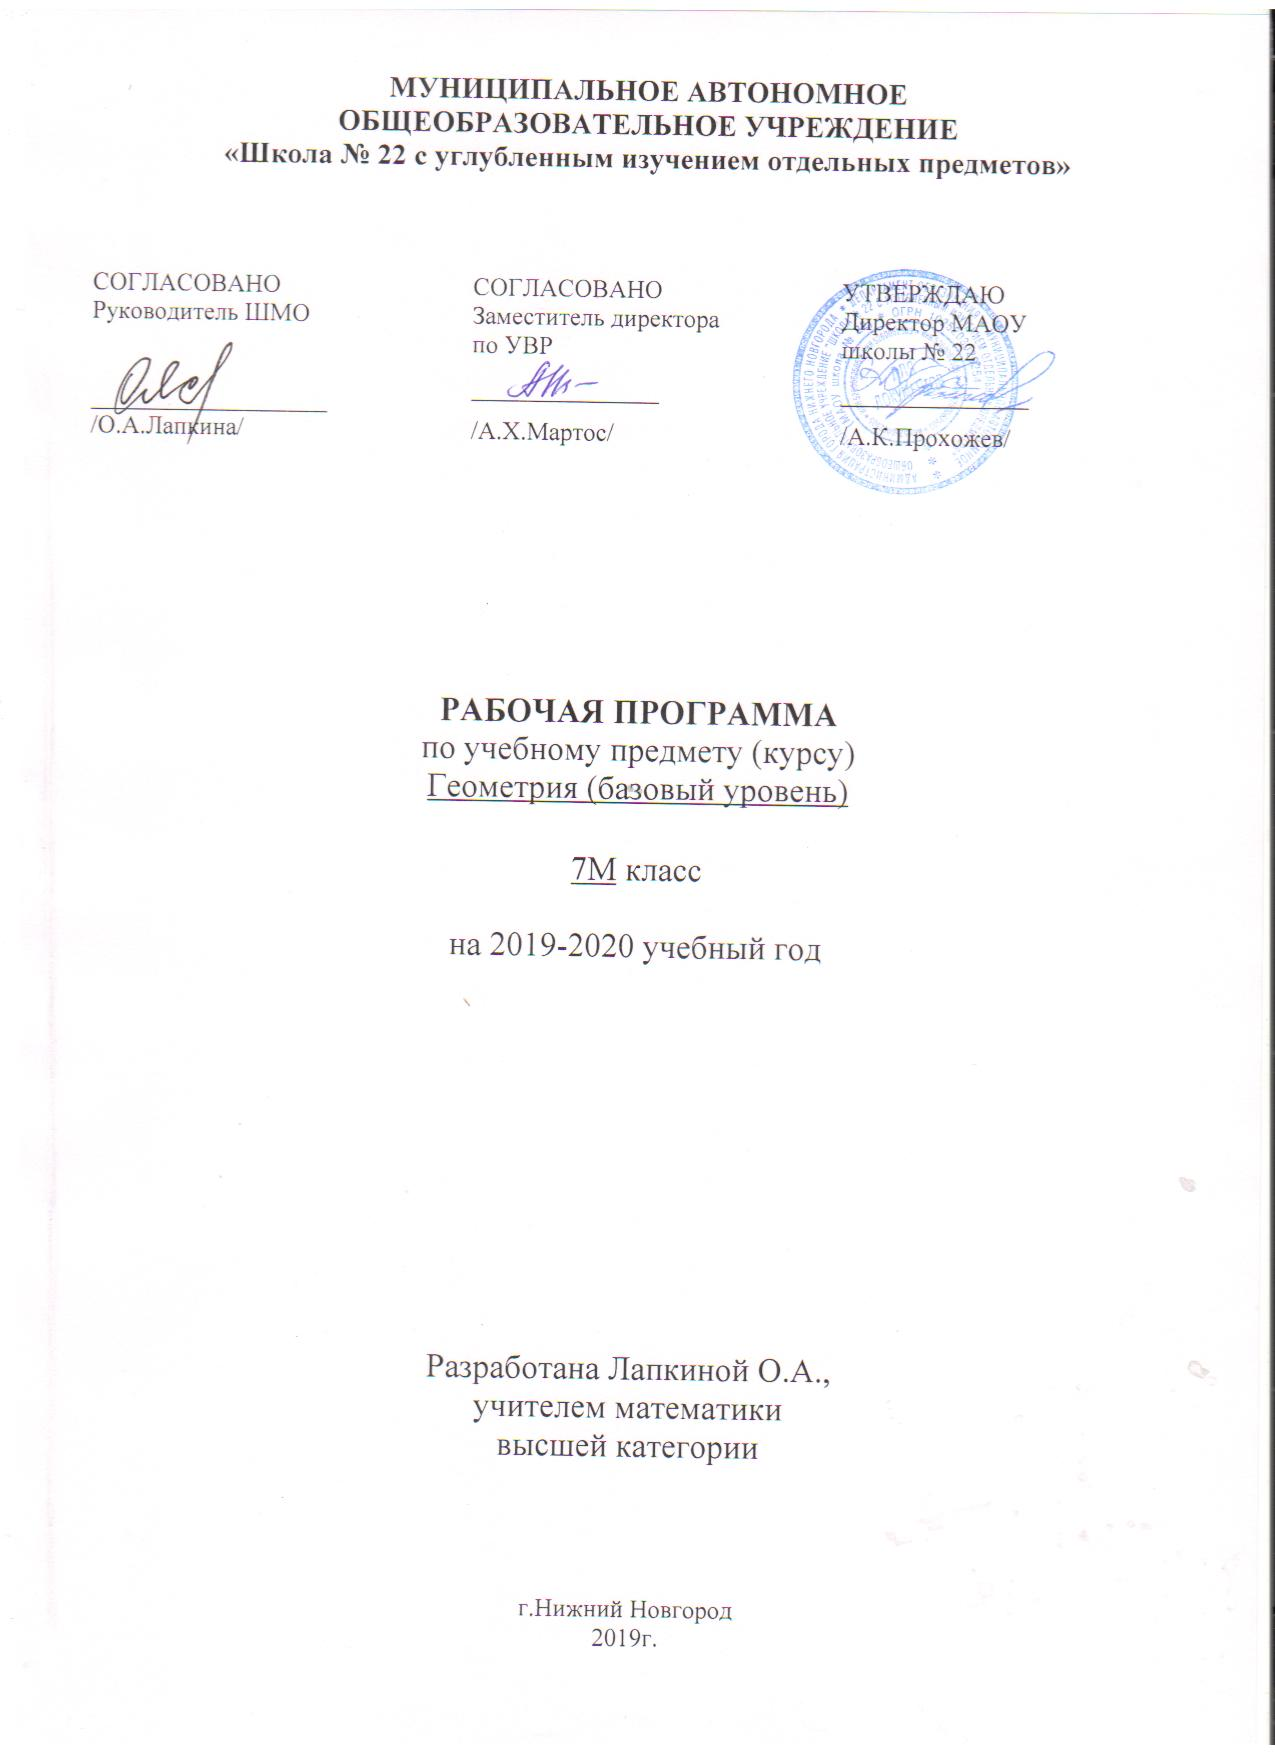 МУНИЦИПАЛЬНОЕ АВТОНОМНОЕ
ОБЩЕОБРАЗОВАТЕЛЬНОЕ УЧРЕЖДЕНИЕ
«Школа № 22 с углубленным изучением отдельных предметов»
СОГЛАСОВАНО
Руководитель ШМО
/О.А.Лапкина/
СОГЛАСОВАНО
Заместитель директора
по УВР
/А.Х.Мартос/
УТВЕРЖДАЮ
Директор МАОУ
школы № 22
/А.К.Прохожев/
РАБОЧАЯ ПРОГРАММА
по учебному предмету (курсу)
Геометрия (базовый уровень)
7М класс
на 2019-2020 учебный год
Разработана Лапкиной О.А.,
учителем математики
высшей категории
г.Нижний Новгород
2019г.